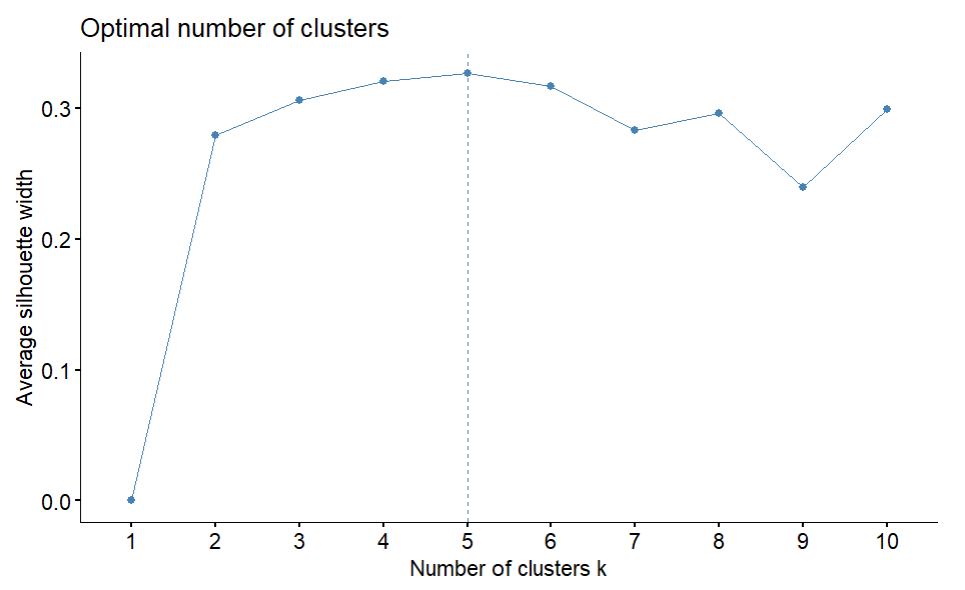 Optimal number of clusters
Average silhouette width
0.3
0.2
0.1
0.0
1 2 3 4 5 6 7 8 9 10
Number of clusters k